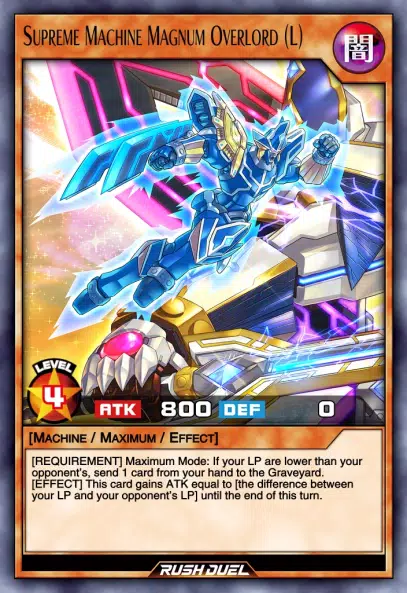 Supreme Machine Magnum Overlord (L)
闇
LEVEL
4
ATK 800 DEF 0
[Machine / Maximum / Effect]
[REQUIREMENT] Maximum Mode: If your LP are lower than your
opponent's, send 1 card from your hand to the Graveyard.
[EFFECT] This card gains ATK equal to [the difference between
your LP and your opponent's LP] until the end of this turn.
RUSH DUEL